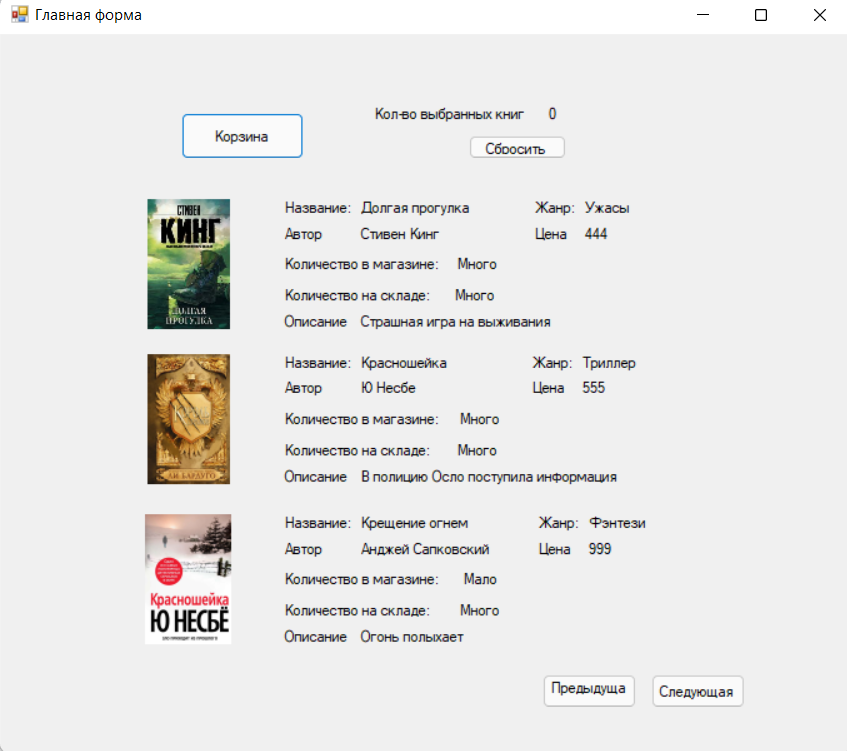 Главная форма
Кол-во выбранных книг 0
Корзина
Сбросить
СТИВЕН
КИНГ
ДОЛГАЯ
ПРОГУЛКА
Название: Долгая прогулка Жанр: Ужасы
Автор Стивен Кинг Цена 444
Количество в магазине: Много
Количество на складе: Много
Описание Страшная игра на выживания
ЛИ БАРДУГО
Название: Красношейка Жанр: Триллер
Автор Ю Несбе Цена 555
Количество в магазине: Много
Количество на складе: Много
Описание В полицию Осло поступила информация
Красношейка
Ю НЕСБЁ
Название: Крещение огнем Жанр: Фэнтези
Автор Анджей Сапковский Цена 999
Количество в магазине: Мало
Количество на складе: Много
Описание Огонь полыхает
Предыдуща Следующая